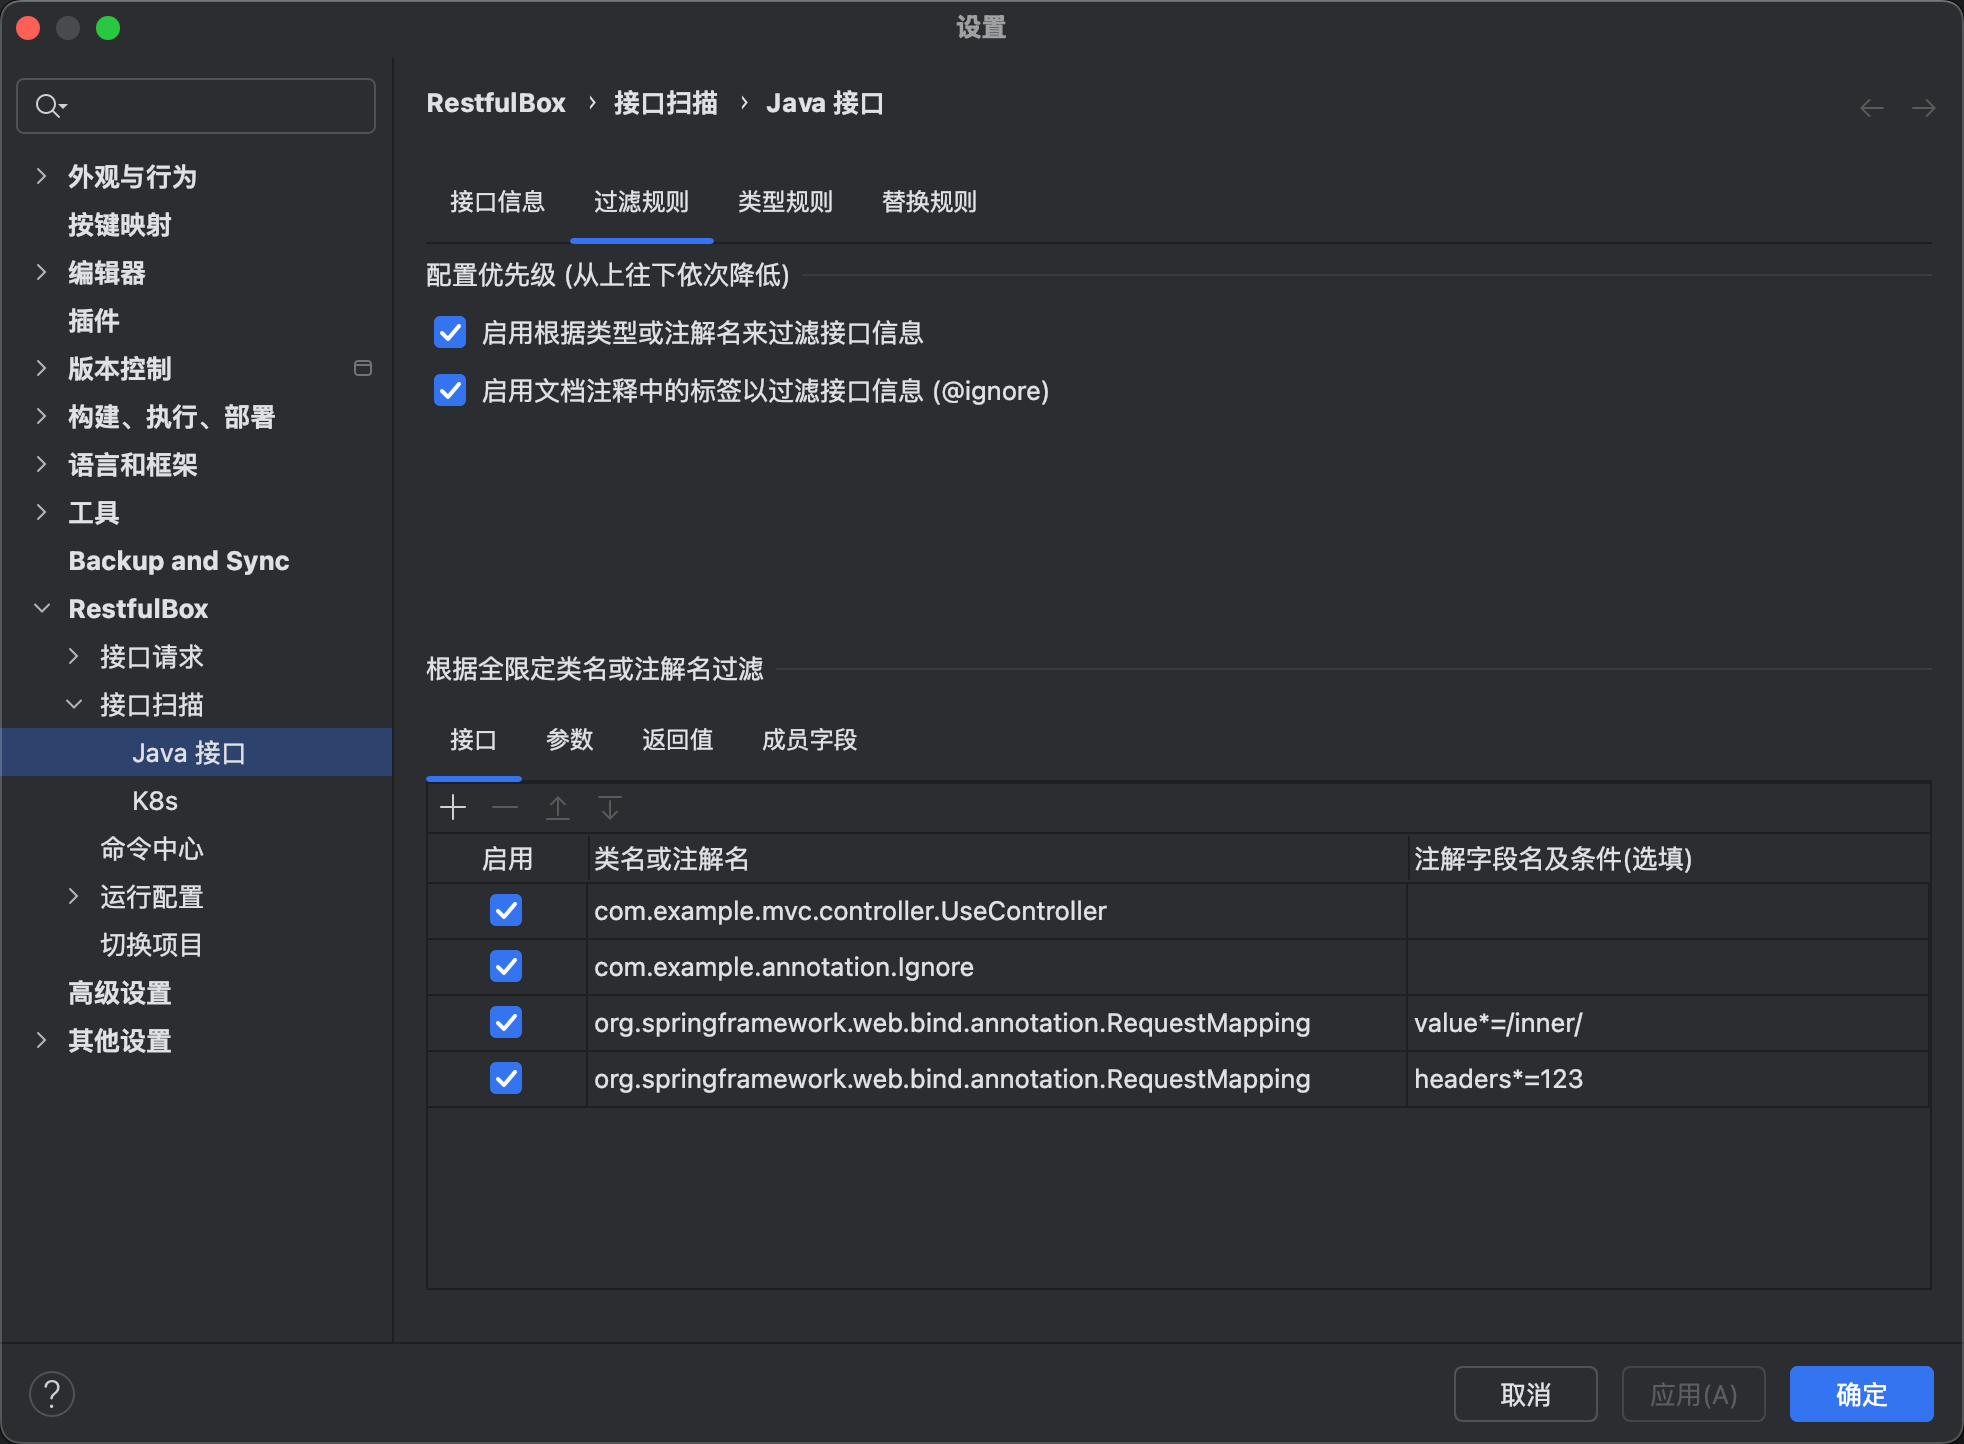 设置
外观与行为
按键映射
编辑器
插件
版本控制
构建、执行、部署
语言和框架
工具
Backup and Sync
RestfulBox
接口请求
接口扫描
Java 接口
K8s
命令中心
运行配置
切换项目
高级设置
其他设置
RestfulBox › 接口扫描 › Java 接口
接口信息 过滤规则 类型规则 替换规则
配置优先级 (从上往下依次降低)
启用根据类型或注解名来过滤接口信息
启用文档注释中的标签以过滤接口信息 (@ignore)
根据全限定类名或注解名过滤
接口 参数 返回值 成员字段
启用 类名或注解名 注解字段名及条件(选填)
com.example.mvc.controller.UseController
com.example.annotation.Ignore
org.springframework.web.bind.annotation.RequestMapping value*=/inner/
org.springframework.web.bind.annotation.RequestMapping headers*=123
? 取消 应用(A) 确定